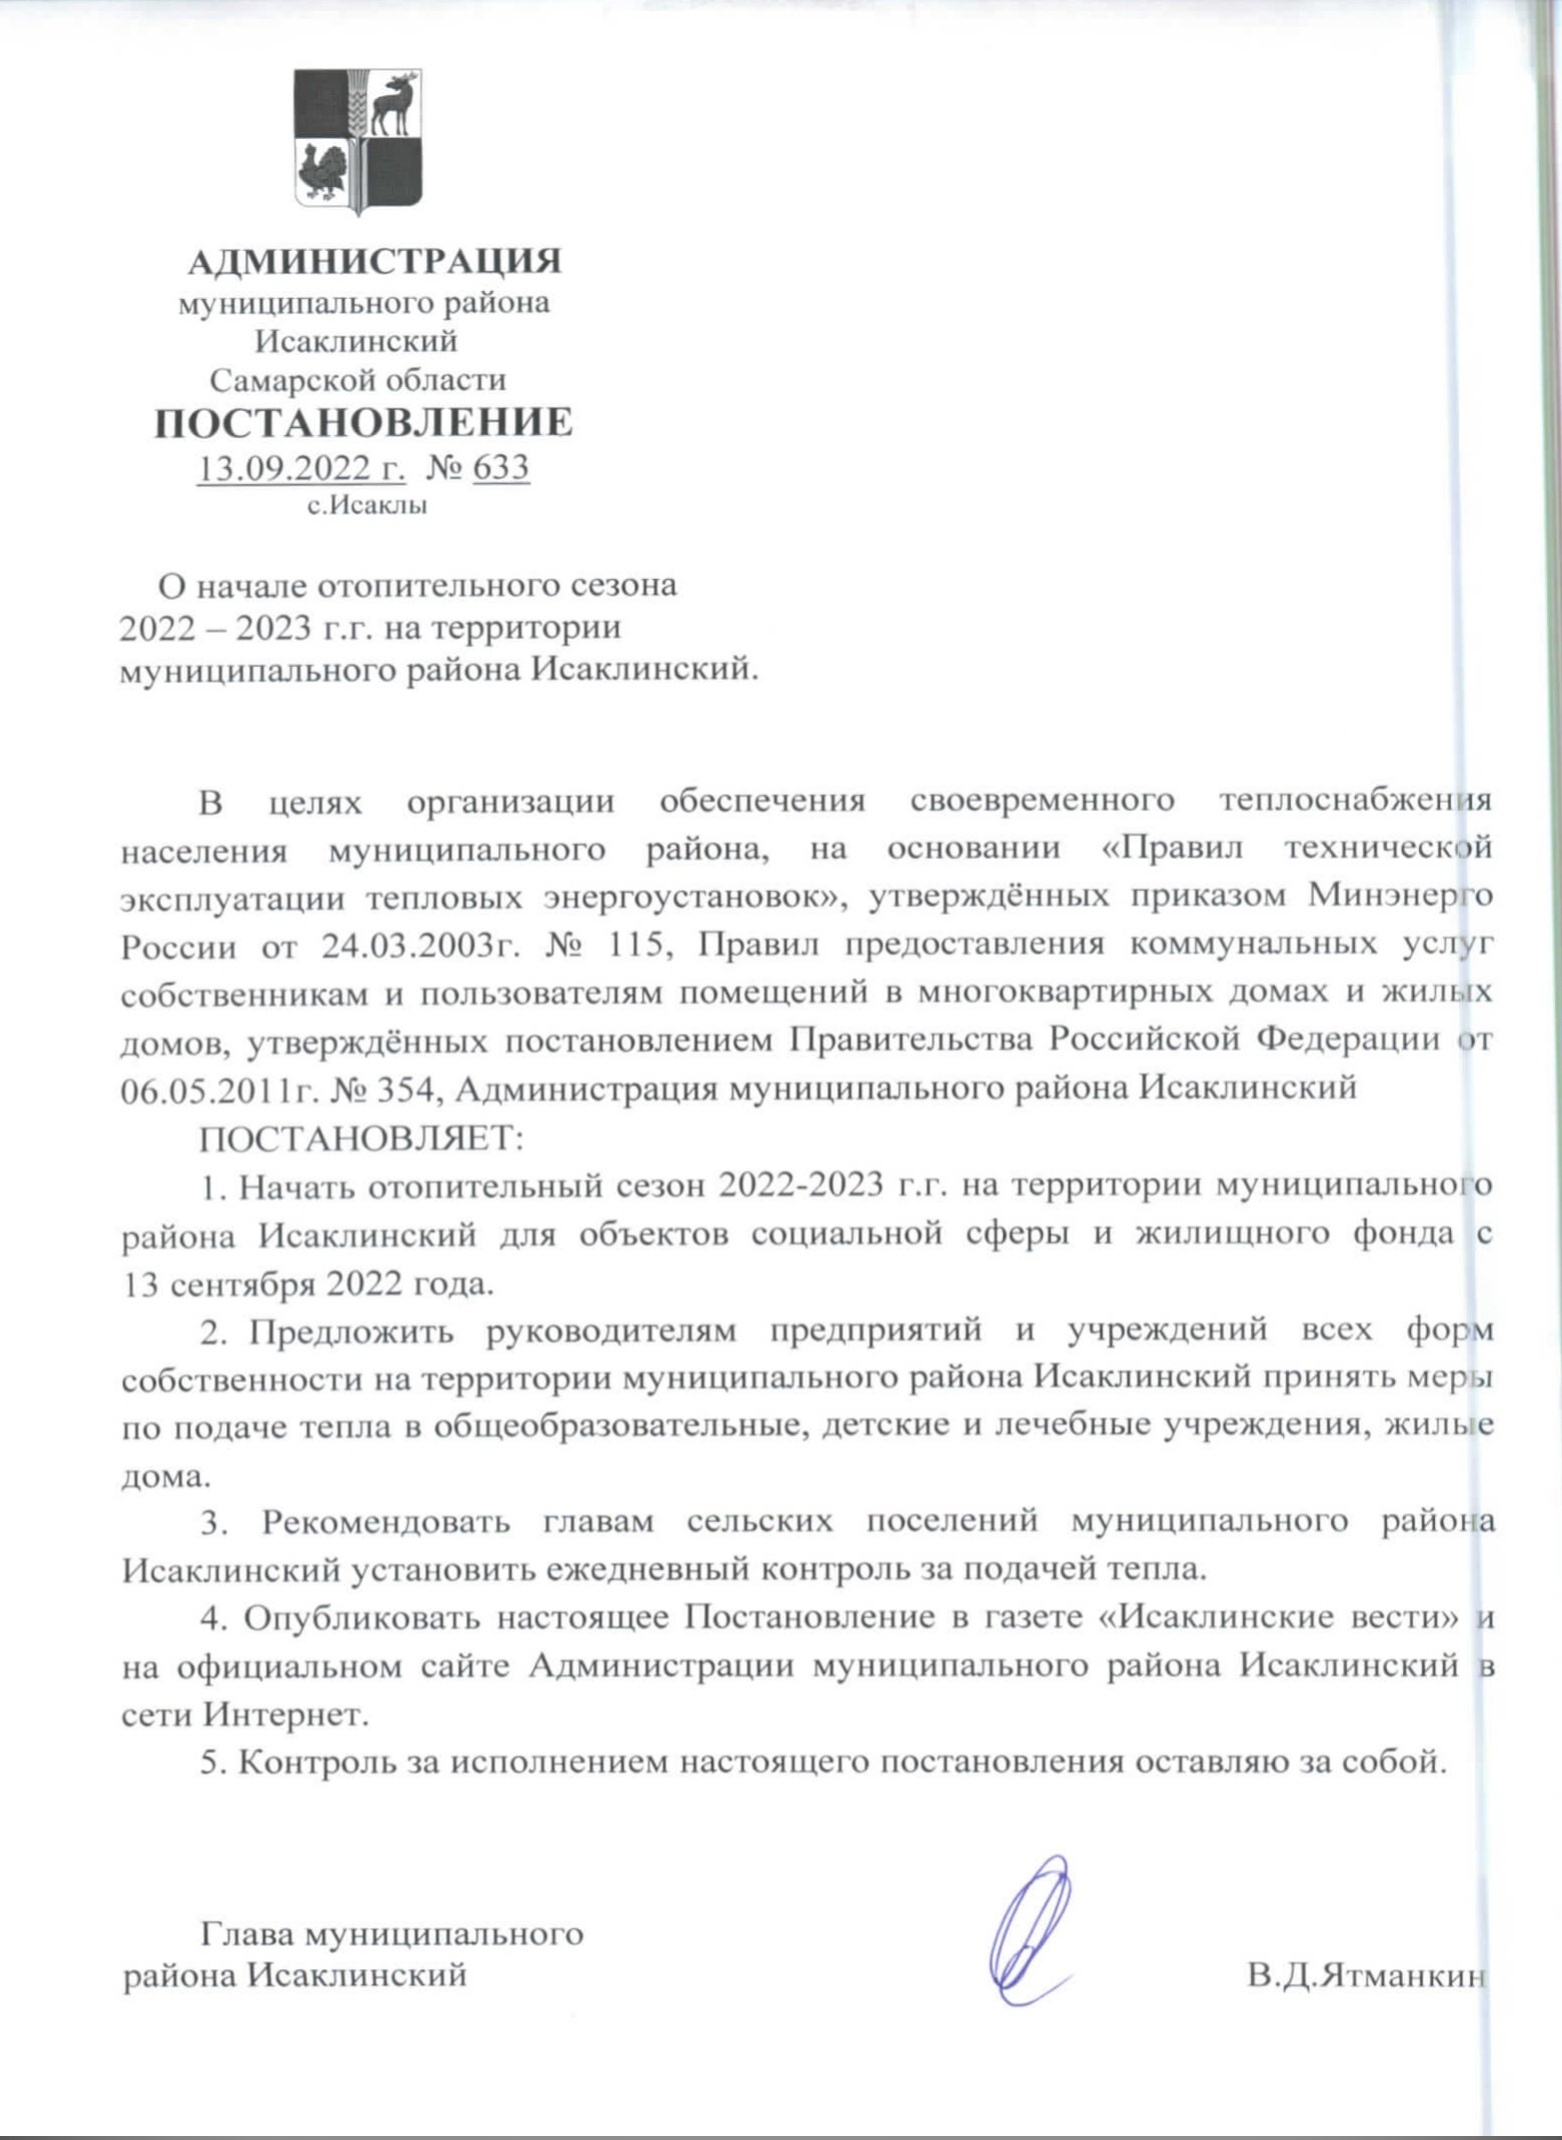 АДМИНИСТРАЦИЯ
муниципального района
Исаклинский
Самарской области
ПОСТАНОВЛЕНИЕ
13.09.2022 г. № 633
с.Исаклы
О начале отопительного сезона
2022 – 2023 г.г. на территории
муниципального района Исаклинский.
В целях организации обеспечения своевременного теплоснабжения
населения муниципального района, на основании «Правил технической
эксплуатации тепловых энергоустановок», утверждённых приказом Минэнерго
России от 24.03.2003г. № 115, Правил предоставления коммунальных услуг
собственникам и пользователям помещений в многоквартирных домах и жилых
домов, утверждённых постановлением Правительства Российской Федерации от
06.05.2011г. № 354, Администрация муниципального района Исаклинский
ПОСТАНОВЛЯЕТ:
1. Начать отопительный сезон 2022-2023 г.г. на территории муниципального
района Исаклинский для объектов социальной сферы и жилищного фонда с
13 сентября 2022 года.
2. Предложить руководителям предприятий и учреждений всех форм
собственности на территории муниципального района Исаклинский принять меры
по подаче тепла в общеобразовательные, детские и лечебные учреждения, жилые
дома.
3. Рекомендовать главам сельских поселений муниципального района
Исаклинский установить ежедневный контроль за подачей тепла.
4. Опубликовать настоящее Постановление в газете «Исаклинские вести» и
на официальном сайте Администрации муниципального района Исаклинский в
сети Интернет.
5. Контроль за исполнением настоящего постановления оставляю за собой.
Глава муниципального
района Исаклинский В.Д.Ятманкин